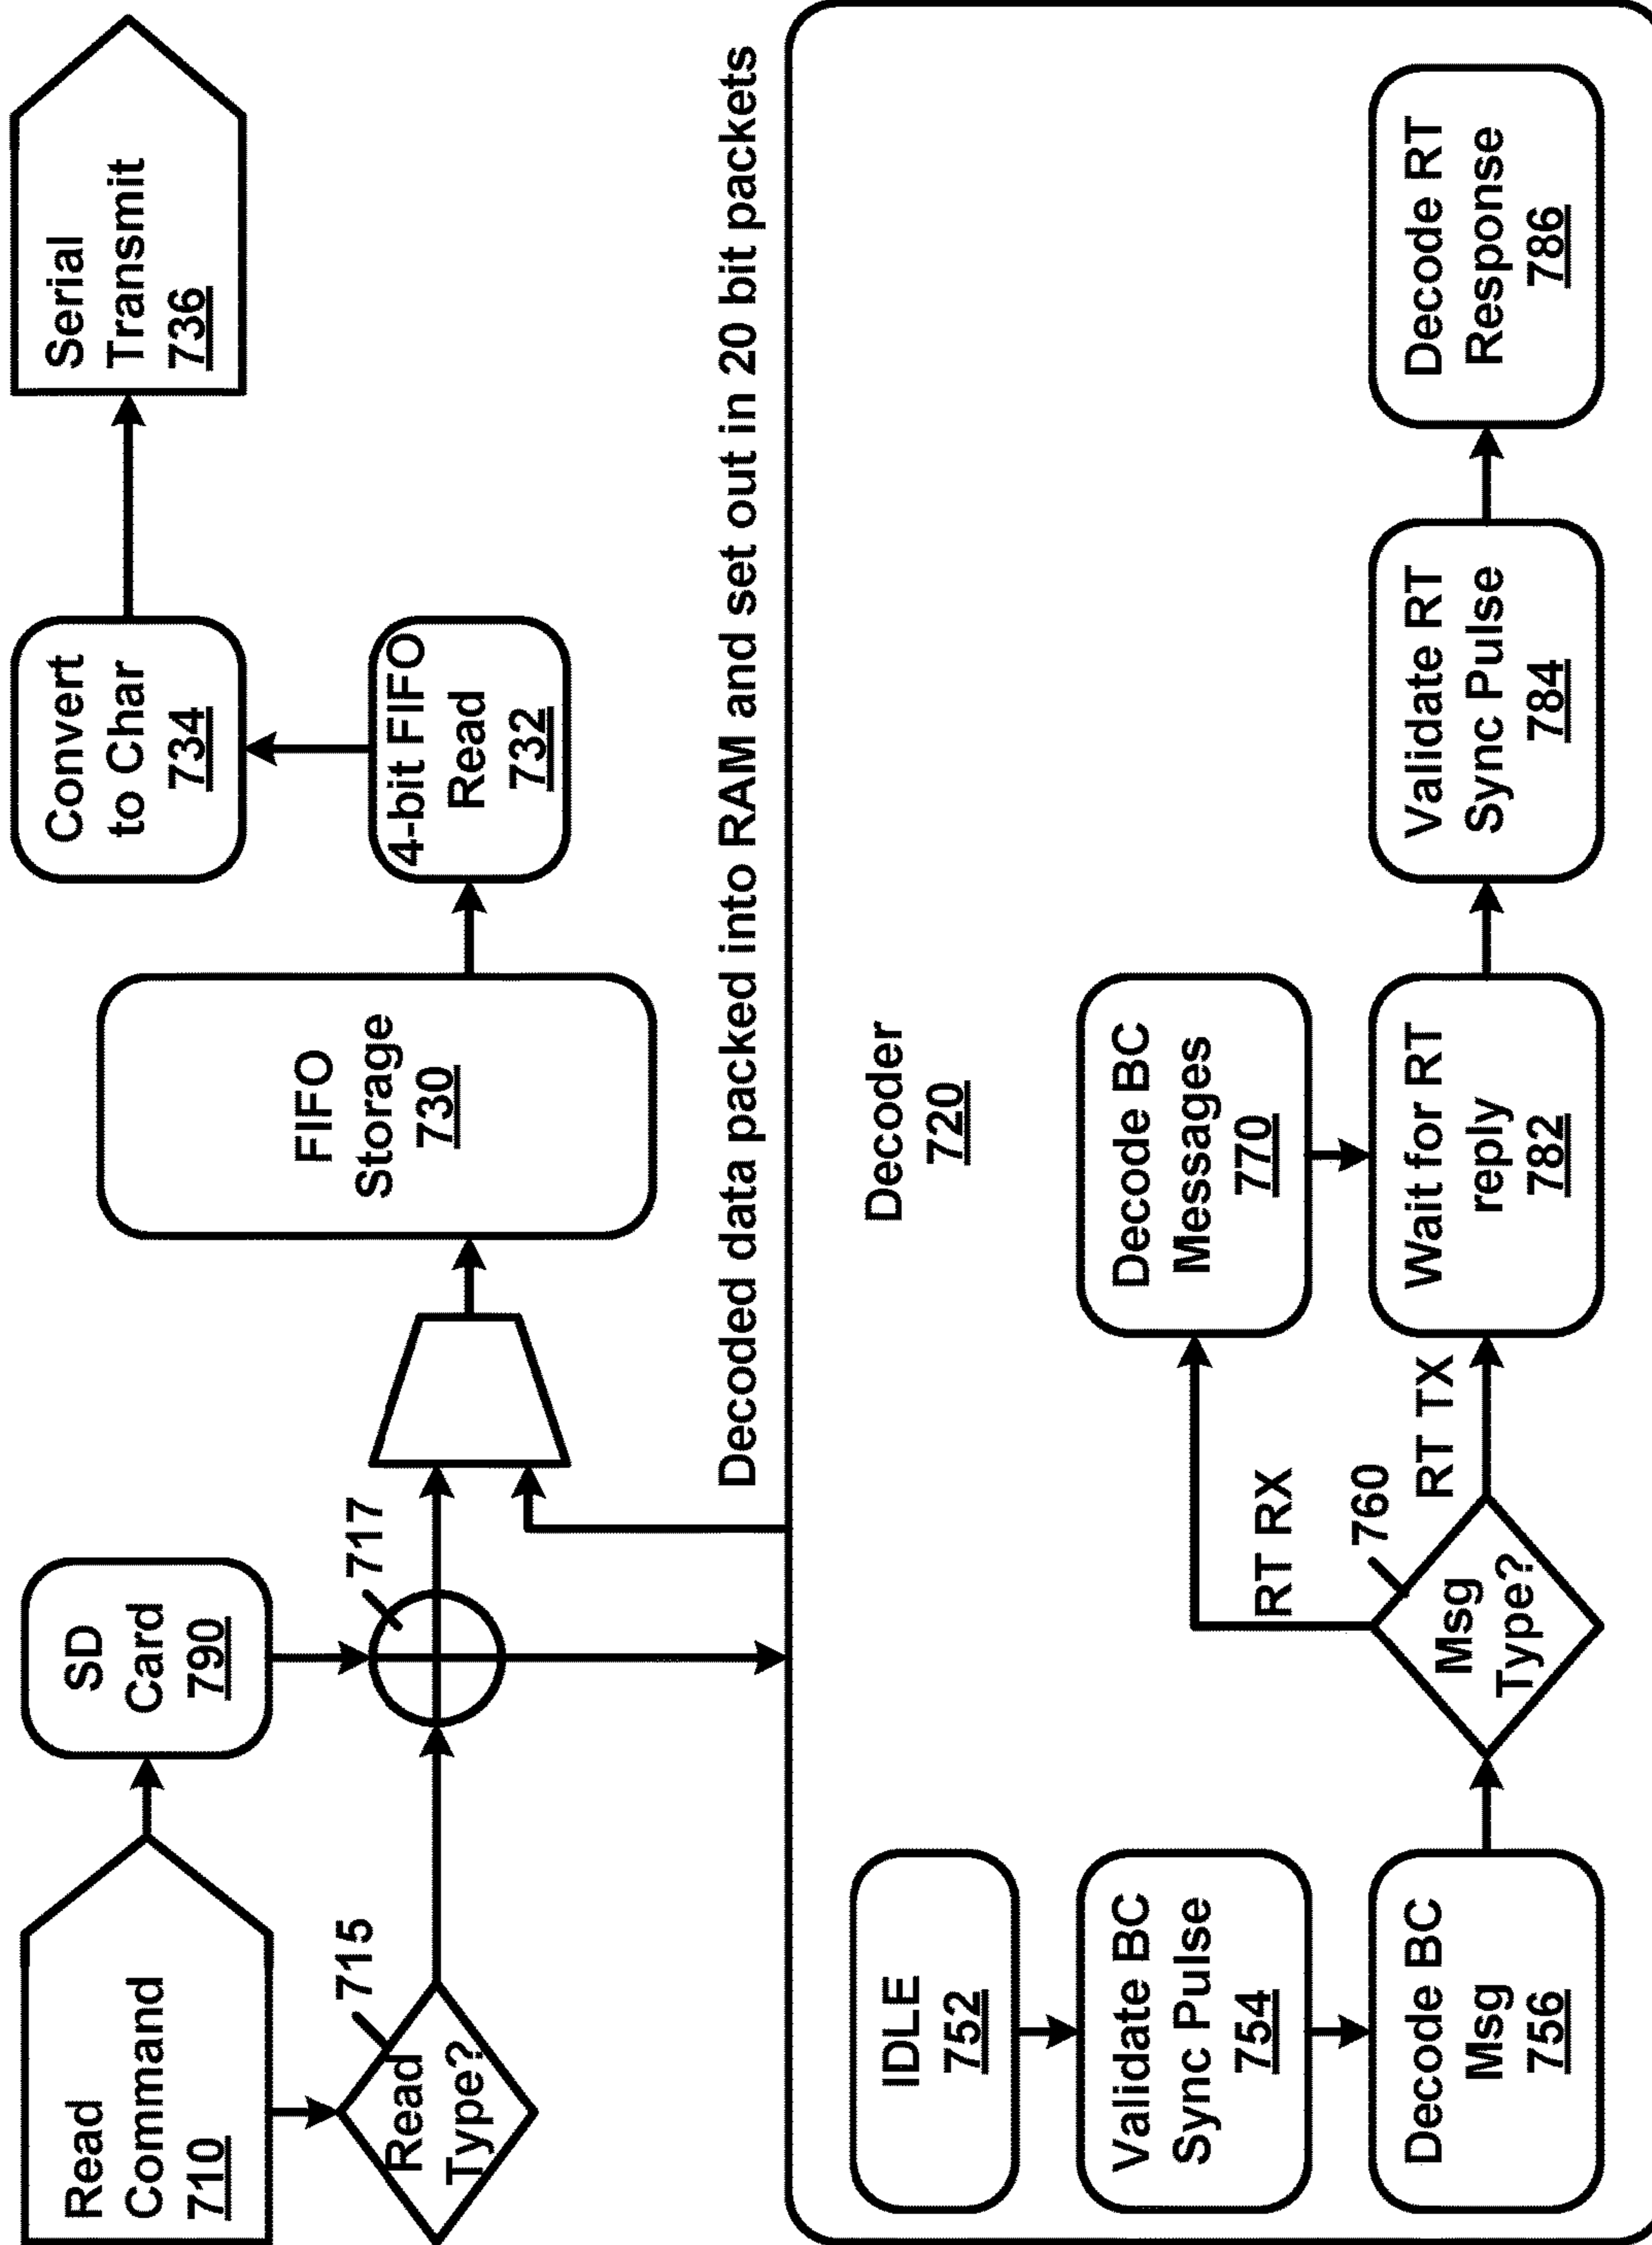 Read
Command
710
SD
Card
790
715
Read
Type?
717
FIFO
Storage
730
4-bit FIFO
Read
732
Convert
to Char
734
Serial
Transmit
736
Decoded data packed into RAM and set out in 20 bit packets
Decoder
720
IDLE
752
Validate BC
Sync Pulse
754
Decode BC
Msg
756
Msg
Type?
760
RT RX
RT TX
Decode BC
Messages
770
Wait for RT
reply
782
Validate RT
Sync Pulse
784
Decode RT
Response
786